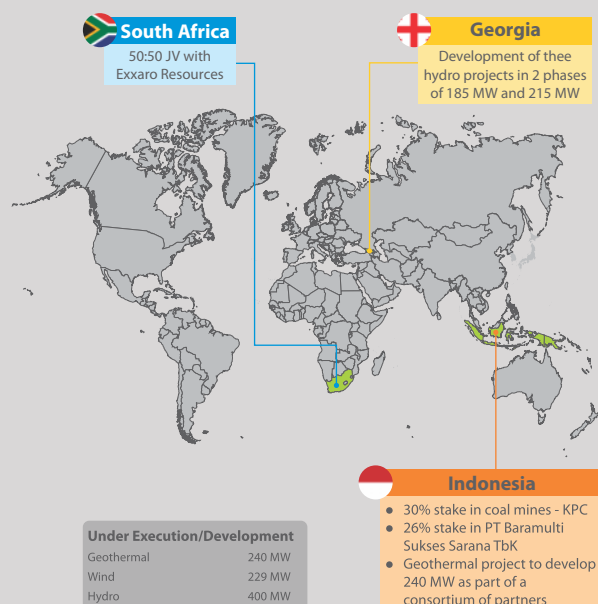 South Africa
50:50 JV with
Exxaro Resources
Georgia
Development of thee
hydro projects in 2 phases
of 185 MW and 215 MW
Indonesia
● 30% stake in coal mines - KPC
● 26% stake in PT Baramulti
Sukses Sarana TbK
● Geothermal project to develop
240 MW as part of a
consortium of partners
Under Execution/Development
Geothermal 240 MW
Wind 229 MW
Hydro 400 MW